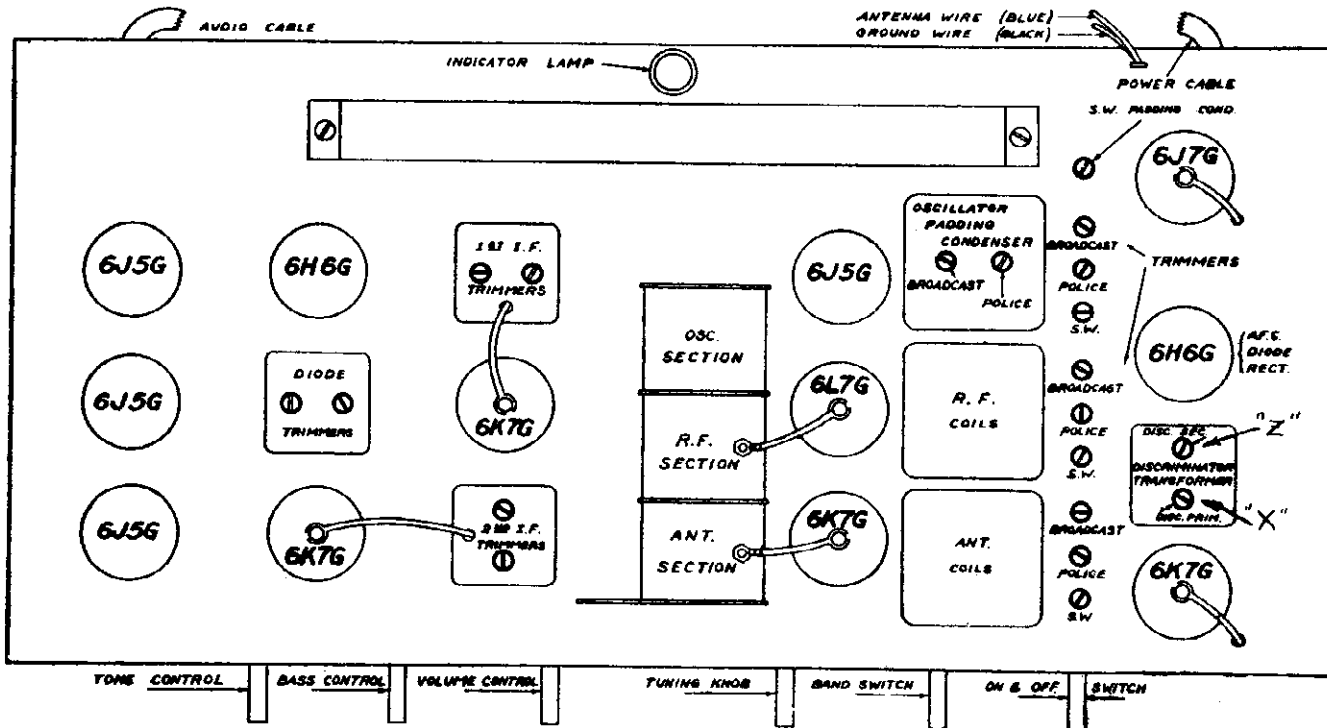 AUDIO CABLE
ANTENNA WIRE (BLUE)
GROUND WIRE (BLACK)
INDICATOR LAMP
POWER CABLE
S.W. PADDING COND.
6J7G
OSCILLATOR
PADDING
CONDENSER
BROADCAST
POLICE
BROADCAST
POLICE
S.W.
TRIMMERS
6J5G
6H6G
1ST I.F.
TRIMMERS
6J5G
OSC.
SECTION
6H6G
A.F.C.
DIODE
RECT.
6J5G
DIODE
TRIMMERS
6K7G
6L7G
R.F.
SECTION
R.F.
COILS
BROADCAST
POLICE
S.W.
DISC. SEC.
DISCRIMINATOR
TRANSFORMER
DISC. PRIM.
"Z"
"X"
6J5G
6K7G
2ND I.F.
TRIMMERS
ANT.
SECTION
6K7G
ANT.
COILS
BROADCAST
POLICE
S.W
6K7G
TONE CONTROL
BASS CONTROL
VOLUME CONTROL
TUNING KNOB
BAND SWITCH
ON & OFF SWITCH